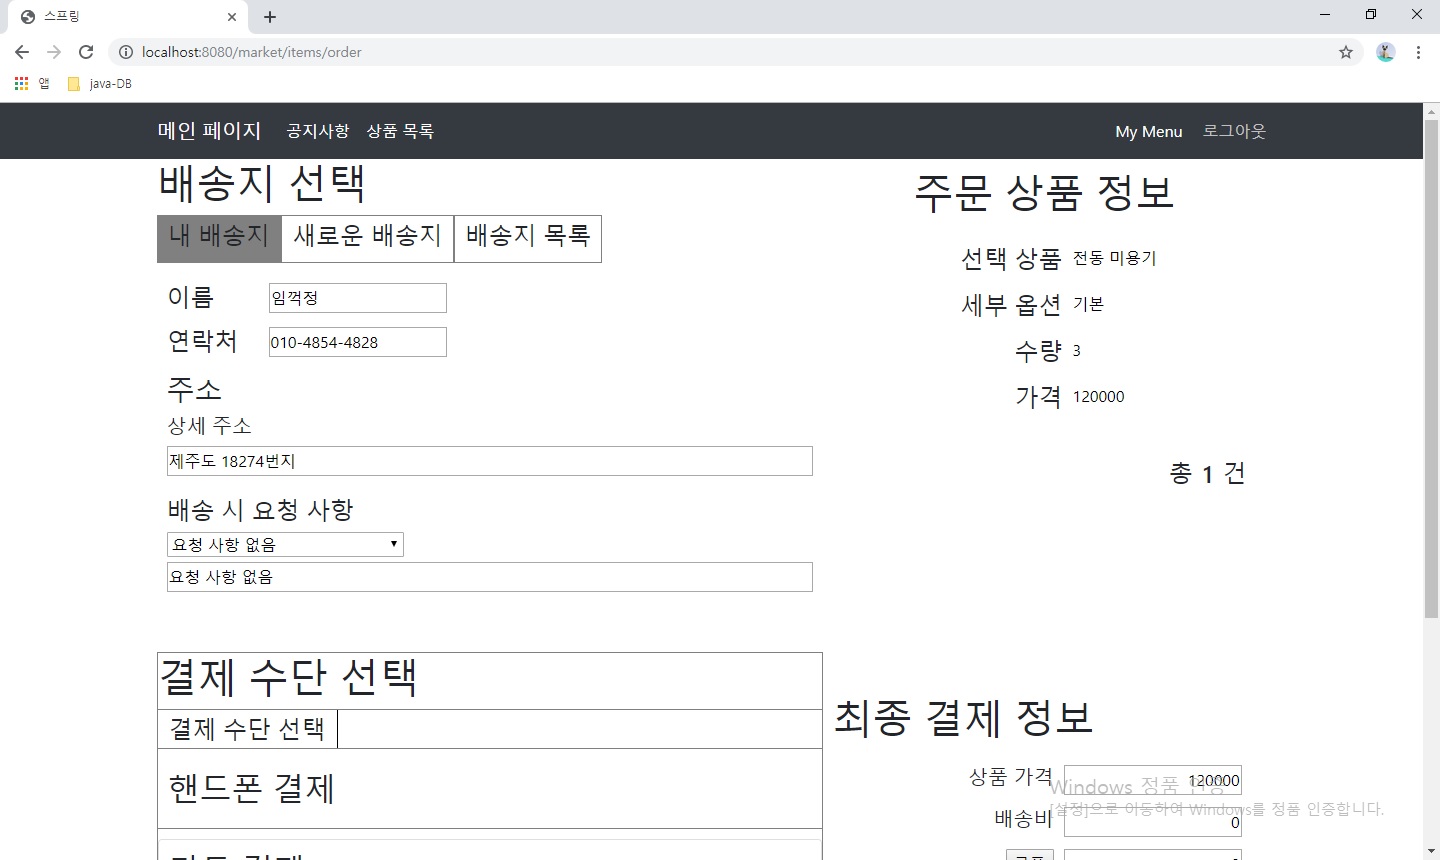 스프링
localhost:8080/market/items/order
앱 java-DB
메인 페이지 공지사항 상품 목록 My Menu 로그아웃
배송지 선택
내 배송지 새로운 배송지 배송지 목록
이름 임꺽정
연락처 010-4854-4828
주소
상세 주소
제주도 18274번지
배송 시 요청 사항
요청 사항 없음
요청 사항 없음
주문 상품 정보
선택 상품 전동 미용기
세부 옵션 기본
수량 3
가격 120000
총 1 건
결제 수단 선택
결제 수단 선택
핸드폰 결제
최종 결제 정보
상품 가격 120000
배송비 0
Windows 정품 인증
[설정]으로 이동하여 Windows를 정품 인증합니다.